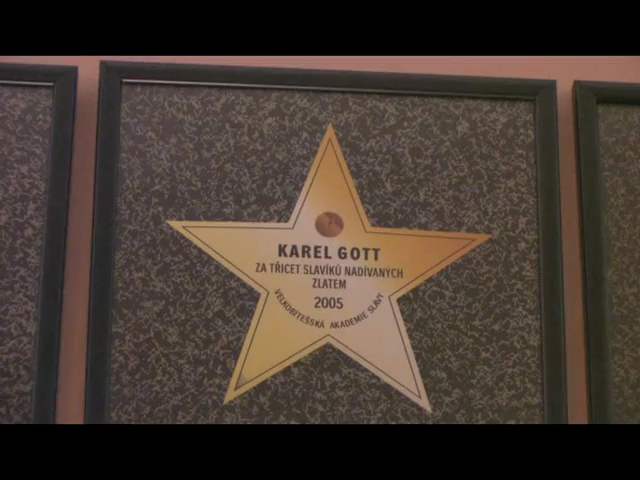 KAREL GOTT
ZA TŘICET SLAVÍKŮ NADÍVANÝCH
ZLATEM
2005
VELKOBITEŠSKÁ AKADEMIE SLÁVY